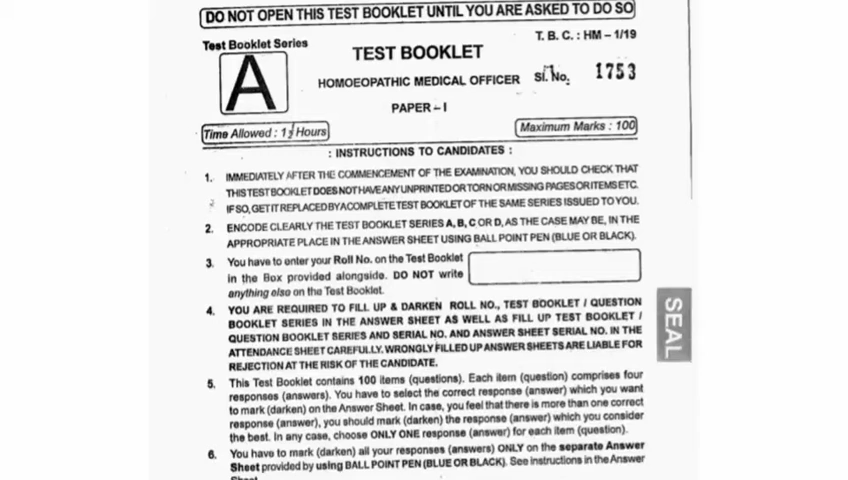 DO NOT OPEN THIS TEST BOOKLET UNTIL YOU ARE ASKED TO DO SO
T. B. C. : HM – 1/19
Test Booklet Series
A
TEST BOOKLET
HOMOEOPATHIC MEDICAL OFFICER
Sl. No. 1753
PAPER – I
Time Allowed : 1½ Hours
Maximum Marks : 100
: INSTRUCTIONS TO CANDIDATES :
1. IMMEDIATELY AFTER THE COMMENCEMENT OF THE EXAMINATION, YOU SHOULD CHECK THAT
THIS TEST BOOKLET DOES NOT HAVE ANY UNPRINTED OR TORN OR MISSING PAGES OR ITEMS ETC.
IF SO, GET IT REPLACED BY A COMPLETE TEST BOOKLET OF THE SAME SERIES ISSUED TO YOU.
2. ENCODE CLEARLY THE TEST BOOKLET SERIES A, B, C OR D, AS THE CASE MAY BE, IN THE
APPROPRIATE PLACE IN THE ANSWER SHEET USING BALL POINT PEN (BLUE OR BLACK).
3. You have to enter your Roll No. on the Test Booklet
in the Box provided alongside. DO NOT write
anything else on the Test Booklet.
4. YOU ARE REQUIRED TO FILL UP & DARKEN ROLL NO., TEST BOOKLET / QUESTION
BOOKLET SERIES IN THE ANSWER SHEET AS WELL AS FILL UP TEST BOOKLET /
QUESTION BOOKLET SERIES AND SERIAL NO. AND ANSWER SHEET SERIAL NO. IN THE
ATTENDANCE SHEET CAREFULLY. WRONGLY FILLED UP ANSWER SHEETS ARE LIABLE FOR
REJECTION AT THE RISK OF THE CANDIDATE.
5. This Test Booklet contains 100 items (questions). Each item (question) comprises four
responses (answers). You have to select the correct response (answer) which you want
to mark (darken) on the Answer Sheet. In case, you feel that there is more than one correct
response (answer), you should mark (darken) the response (answer) which you consider
the best. In any case, choose ONLY ONE response (answer) for each item (question).
6. You have to mark (darken) all your responses (answers) ONLY on the separate Answer
Sheet provided by using BALL POINT PEN (BLUE OR BLACK). See instructions in the Answer
SEAL